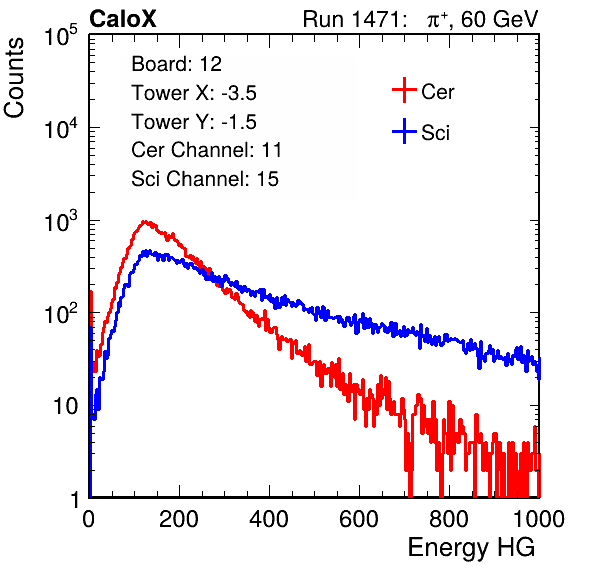 CaloX Run 1471: π⁺, 60 GeV
Counts
Board: 12
Tower X: -3.5
Tower Y: -1.5
Cer Channel: 11
Sci Channel: 15
Cer
Sci
10⁵
10⁴
10³
10²
10
1
0 200 400 600 800 1000
Energy HG